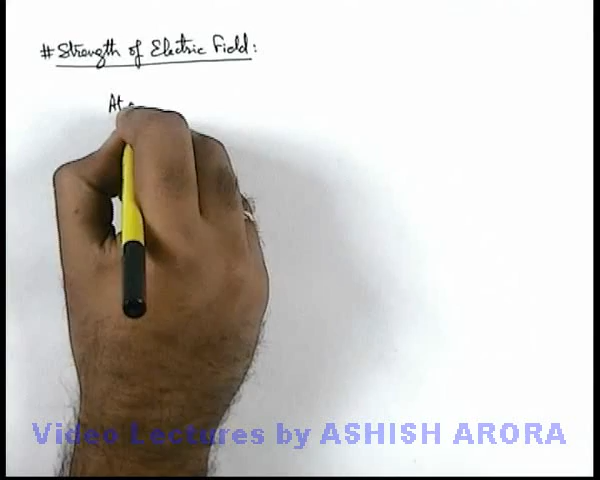 # Strength of Electric Field:
At
Video Lectures by ASHISH ARORA